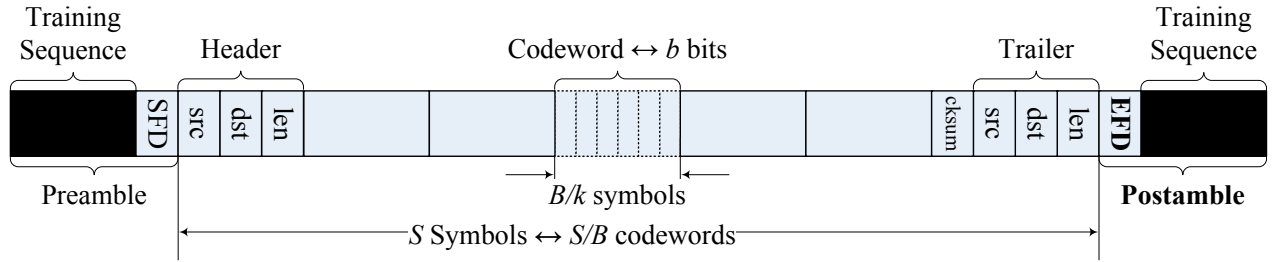 Training
Sequence
Header
Codeword ↔ b bits
Trailer
Training
Sequence
SFD
src
dst
len
cksum
src
dst
len
EFD
Preamble
B/k symbols
Postamble
S Symbols ↔ S/B codewords